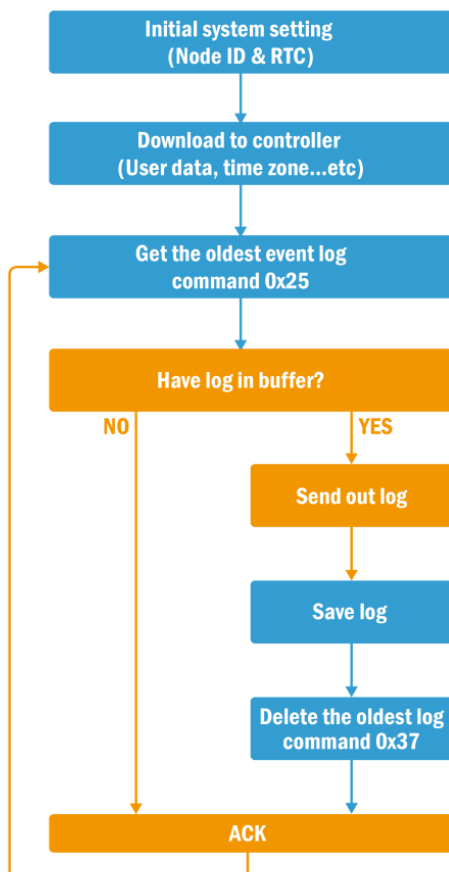 Initial system setting
(Node ID & RTC)
Download to controller
(User data, time zone...etc)
Get the oldest event log
command 0x25
Have log in buffer?
NO
YES
Send out log
Save log
Delete the oldest log
command 0x37
ACK